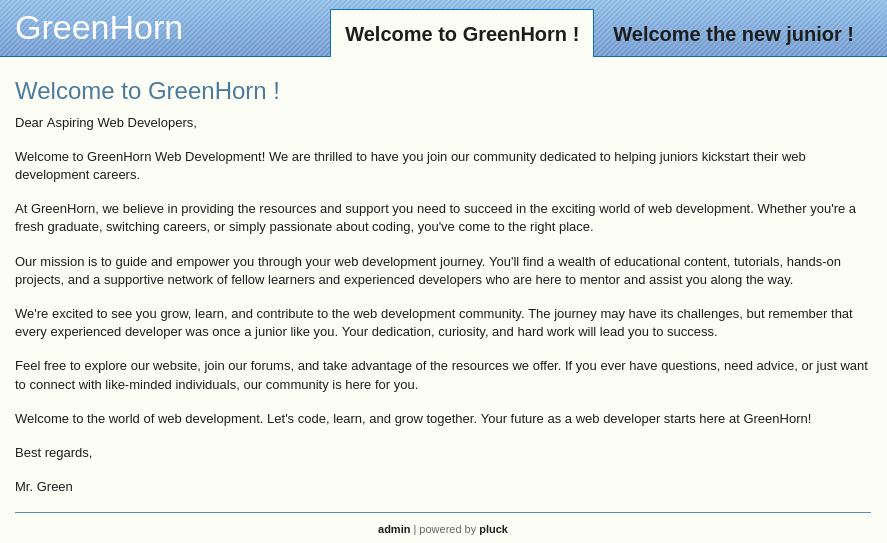 GreenHorn
Welcome to GreenHorn !
Welcome the new junior !
Welcome to GreenHorn !
Dear Aspiring Web Developers,
Welcome to GreenHorn Web Development! We are thrilled to have you join our community dedicated to helping juniors kickstart their web
development careers.
At GreenHorn, we believe in providing the resources and support you need to succeed in the exciting world of web development. Whether you're a
fresh graduate, switching careers, or simply passionate about coding, you've come to the right place.
Our mission is to guide and empower you through your web development journey. You'll find a wealth of educational content, tutorials, hands-on
projects, and a supportive network of fellow learners and experienced developers who are here to mentor and assist you along the way.
We're excited to see you grow, learn, and contribute to the web development community. The journey may have its challenges, but remember that
every experienced developer was once a junior like you. Your dedication, curiosity, and hard work will lead you to success.
Feel free to explore our website, join our forums, and take advantage of the resources we offer. If you ever have questions, need advice, or just want
to connect with like-minded individuals, our community is here for you.
Welcome to the world of web development. Let's code, learn, and grow together. Your future as a web developer starts here at GreenHorn!
Best regards,
Mr. Green
admin | powered by pluck